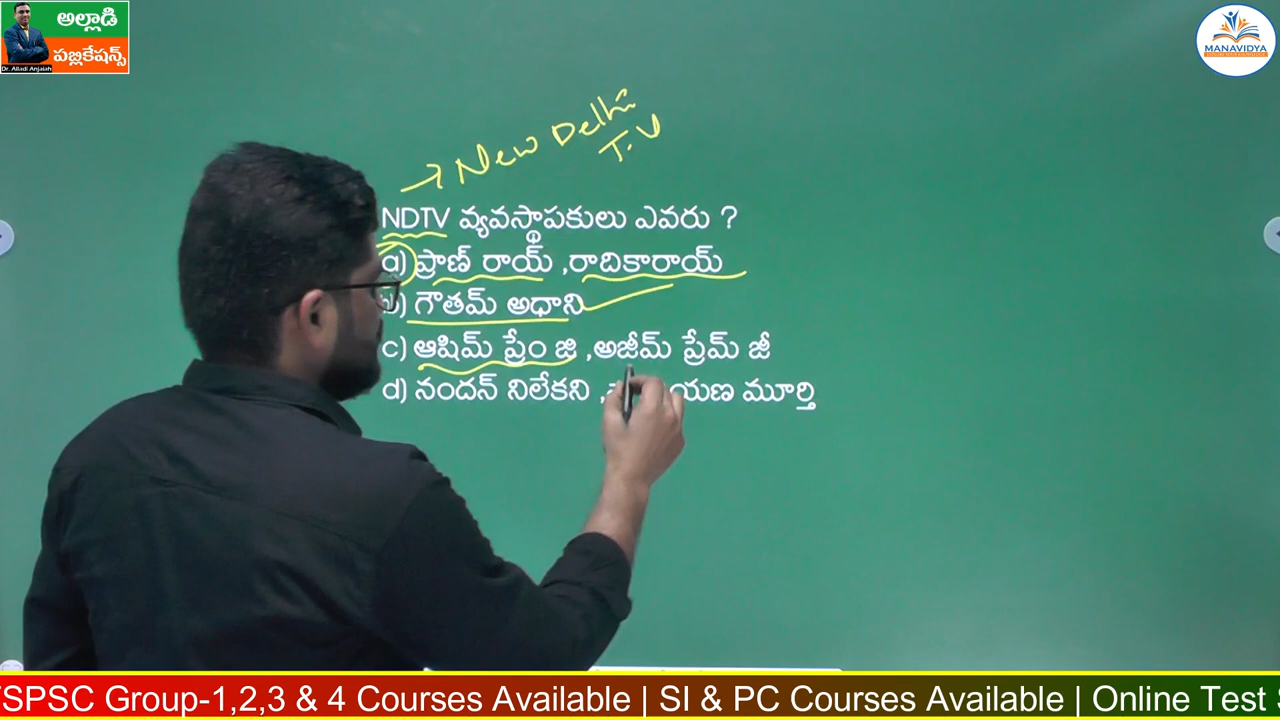 అల్లాడి
పబ్లికేషన్స్
Dr. Alladi Anjaiah
MANAVIDYA
→ New Delhi
T.V
NDTV వ్యవస్థాపకులు ఎవరు ?
a) ప్రాణ్ రాయ్ ,రాదికారాయ్
b) గౌతమ్ అధాని
c) ఆషిమ్ ప్రేం జి ,అజీమ్ ప్రేమ్ జీ
d) నందన్ నిలేకని , మూర్తి
TSPSC Group-1,2,3 & 4 Courses Available | SI & PC Courses Available | Online Test